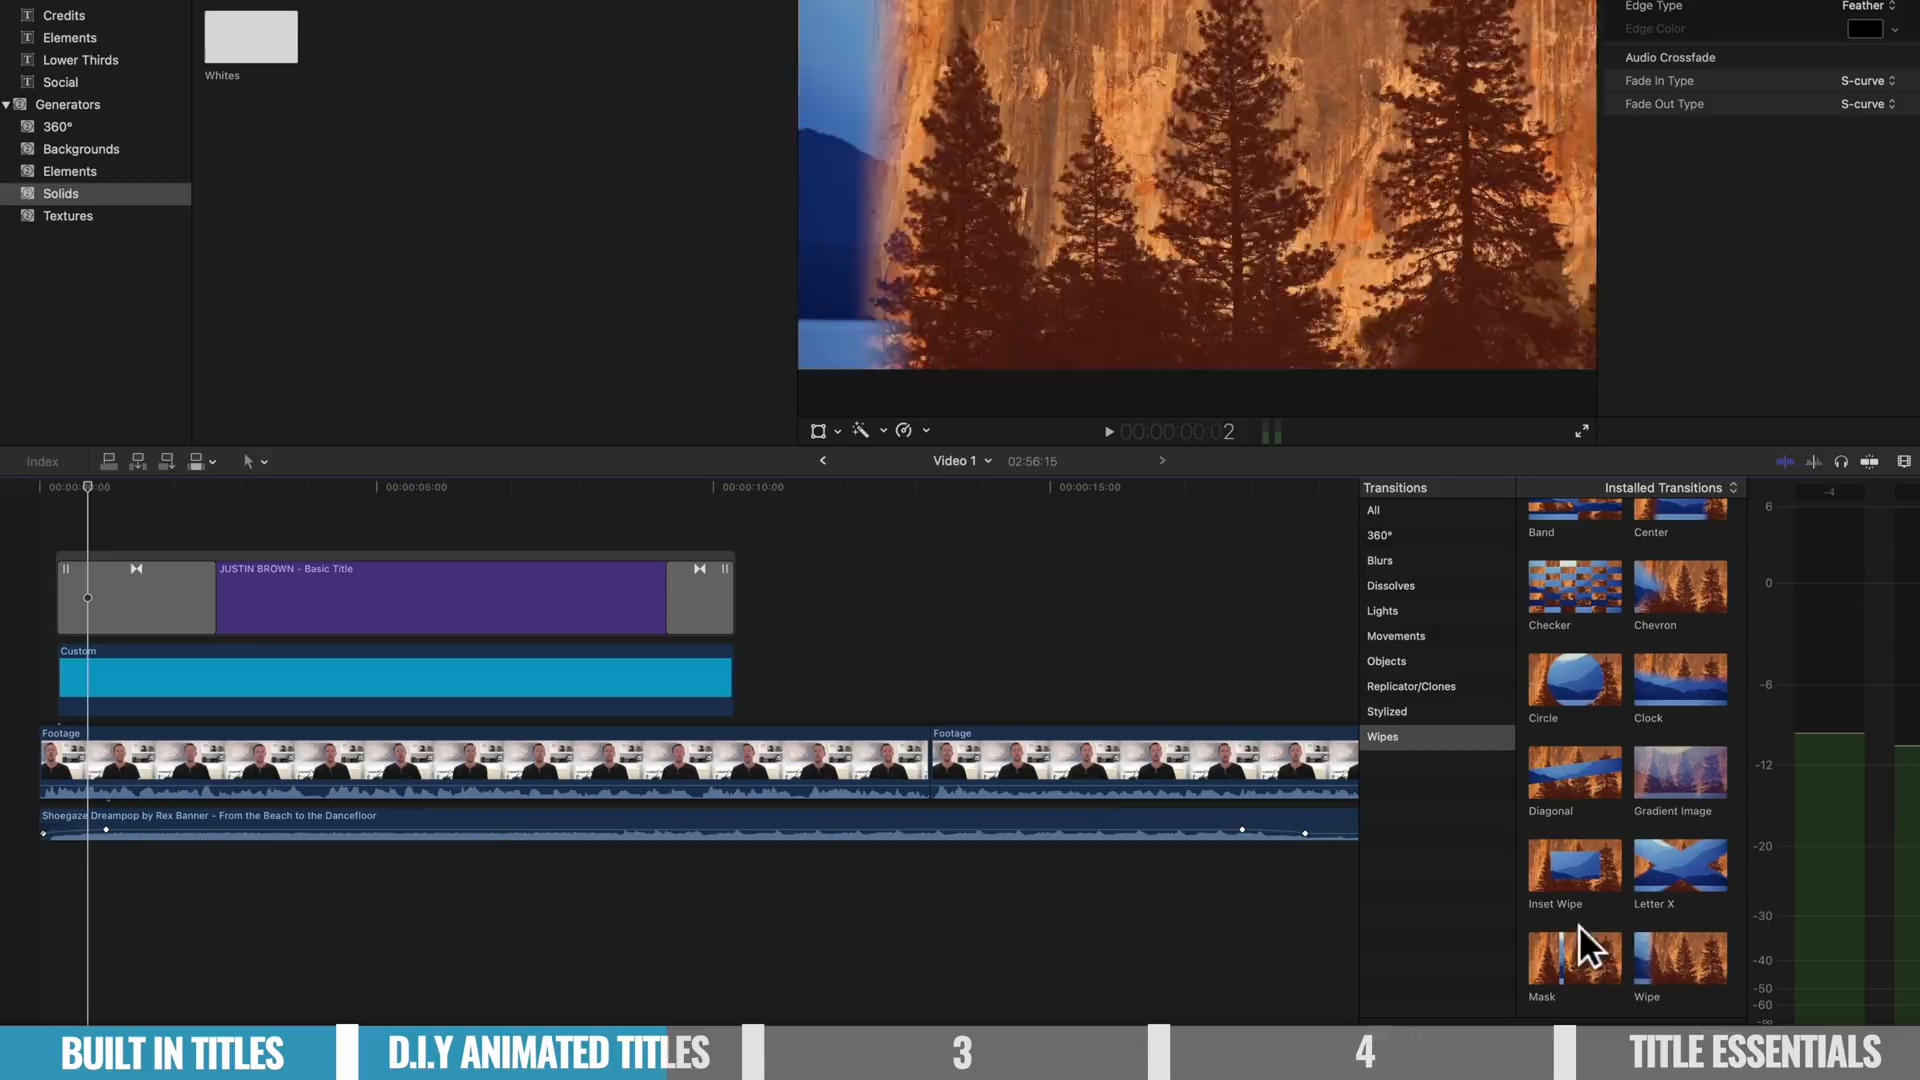 Credits
Elements
Lower Thirds
Social
Generators
360°
Backgrounds
Elements
Solids
Textures
Whites
Edge Type Feather
Edge Color
Audio Crossfade
Fade In Type S-curve
Fade Out Type S-curve
00:00:00:02
Index
Video 1 02:56:15
00:00:00:00
00:00:05:00
00:00:10:00
00:00:15:00
JUSTIN BROWN - Basic Title
Custom
Footage
Footage
Shoegaze Dreampop by Rex Banner - From the Beach to the Dancefloor
Transitions
Installed Transitions
All
360°
Blurs
Dissolves
Lights
Movements
Objects
Replicator/Clones
Stylized
Wipes
Band
Center
Checker
Chevron
Circle
Clock
Diagonal
Gradient Image
Inset Wipe
Letter X
Mask
Wipe
-4
6
0
-6
-12
-20
-30
-40
-50
-60
-∞
BUILT IN TITLES
D.I.Y ANIMATED TITLES
3
4
TITLE ESSENTIALS